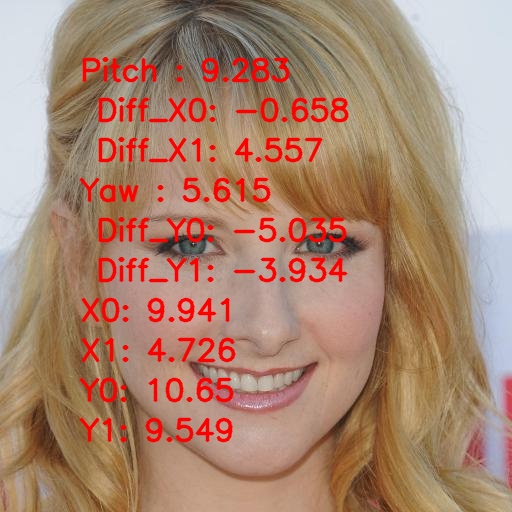 Pitch : 9.283
Diff_X0: -0.658
Diff_X1: 4.557
Yaw : 5.615
Diff_Y0: -5.035
Diff_Y1: -3.934
X0: 9.941
X1: 4.726
Y0: 10.65
Y1: 9.549